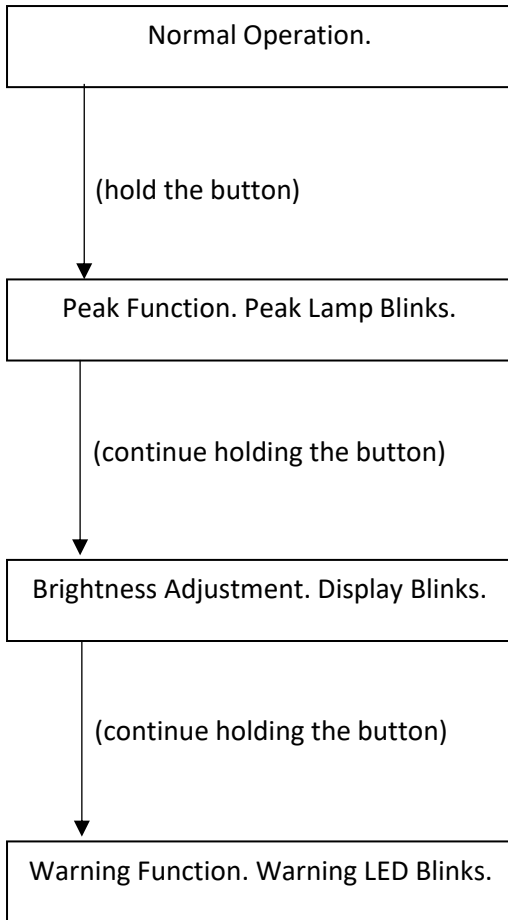 Normal Operation.
(hold the button)
Peak Function. Peak Lamp Blinks.
(continue holding the button)
Brightness Adjustment. Display Blinks.
(continue holding the button)
Warning Function. Warning LED Blinks.